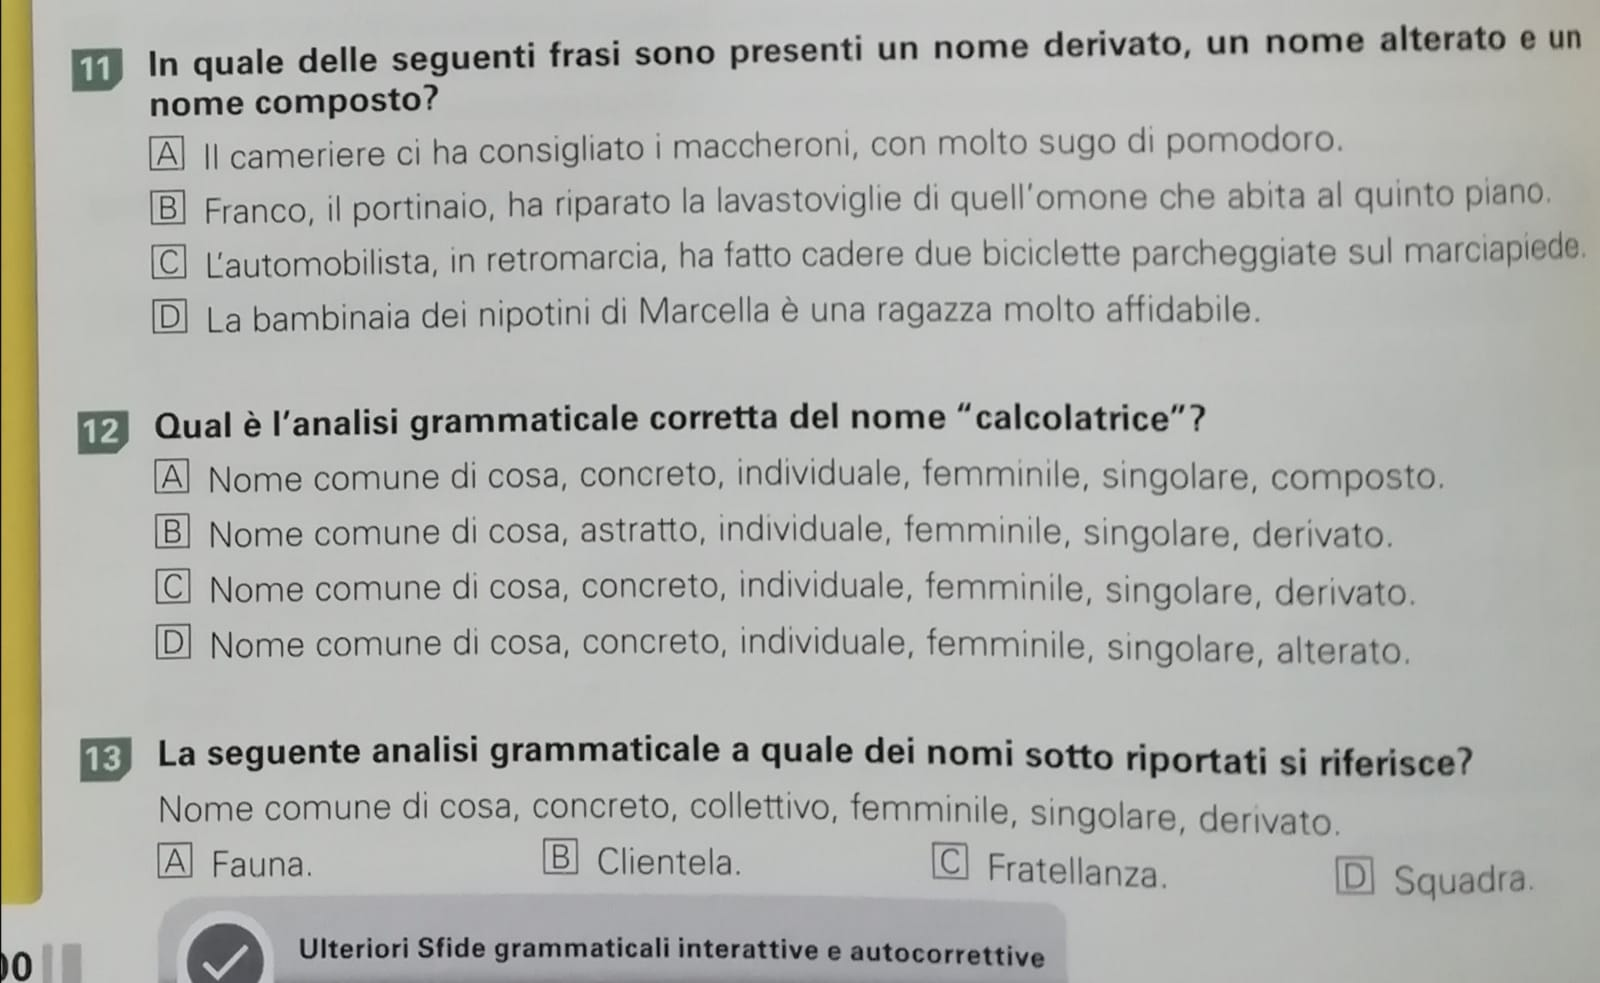 11 In quale delle seguenti frasi sono presenti un nome derivato, un nome alterato e un
nome composto?
A Il cameriere ci ha consigliato i maccheroni, con molto sugo di pomodoro.
B Franco, il portinaio, ha riparato la lavastoviglie di quell'omone che abita al quinto piano.
C L'automobilista, in retromarcia, ha fatto cadere due biciclette parcheggiate sul marciapiede.
D La bambinaia dei nipotini di Marcella è una ragazza molto affidabile.
12 Qual è l'analisi grammaticale corretta del nome “calcolatrice”?
A Nome comune di cosa, concreto, individuale, femminile, singolare, composto.
B Nome comune di cosa, astratto, individuale, femminile, singolare, derivato.
C Nome comune di cosa, concreto, individuale, femminile, singolare, derivato.
D Nome comune di cosa, concreto, individuale, femminile, singolare, alterato.
13 La seguente analisi grammaticale a quale dei nomi sotto riportati si riferisce?
Nome comune di cosa, concreto, collettivo, femminile, singolare, derivato.
A Fauna. B Clientela. C Fratellanza. D Squadra.
Ulteriori Sfide grammaticali interattive e autocorrettive